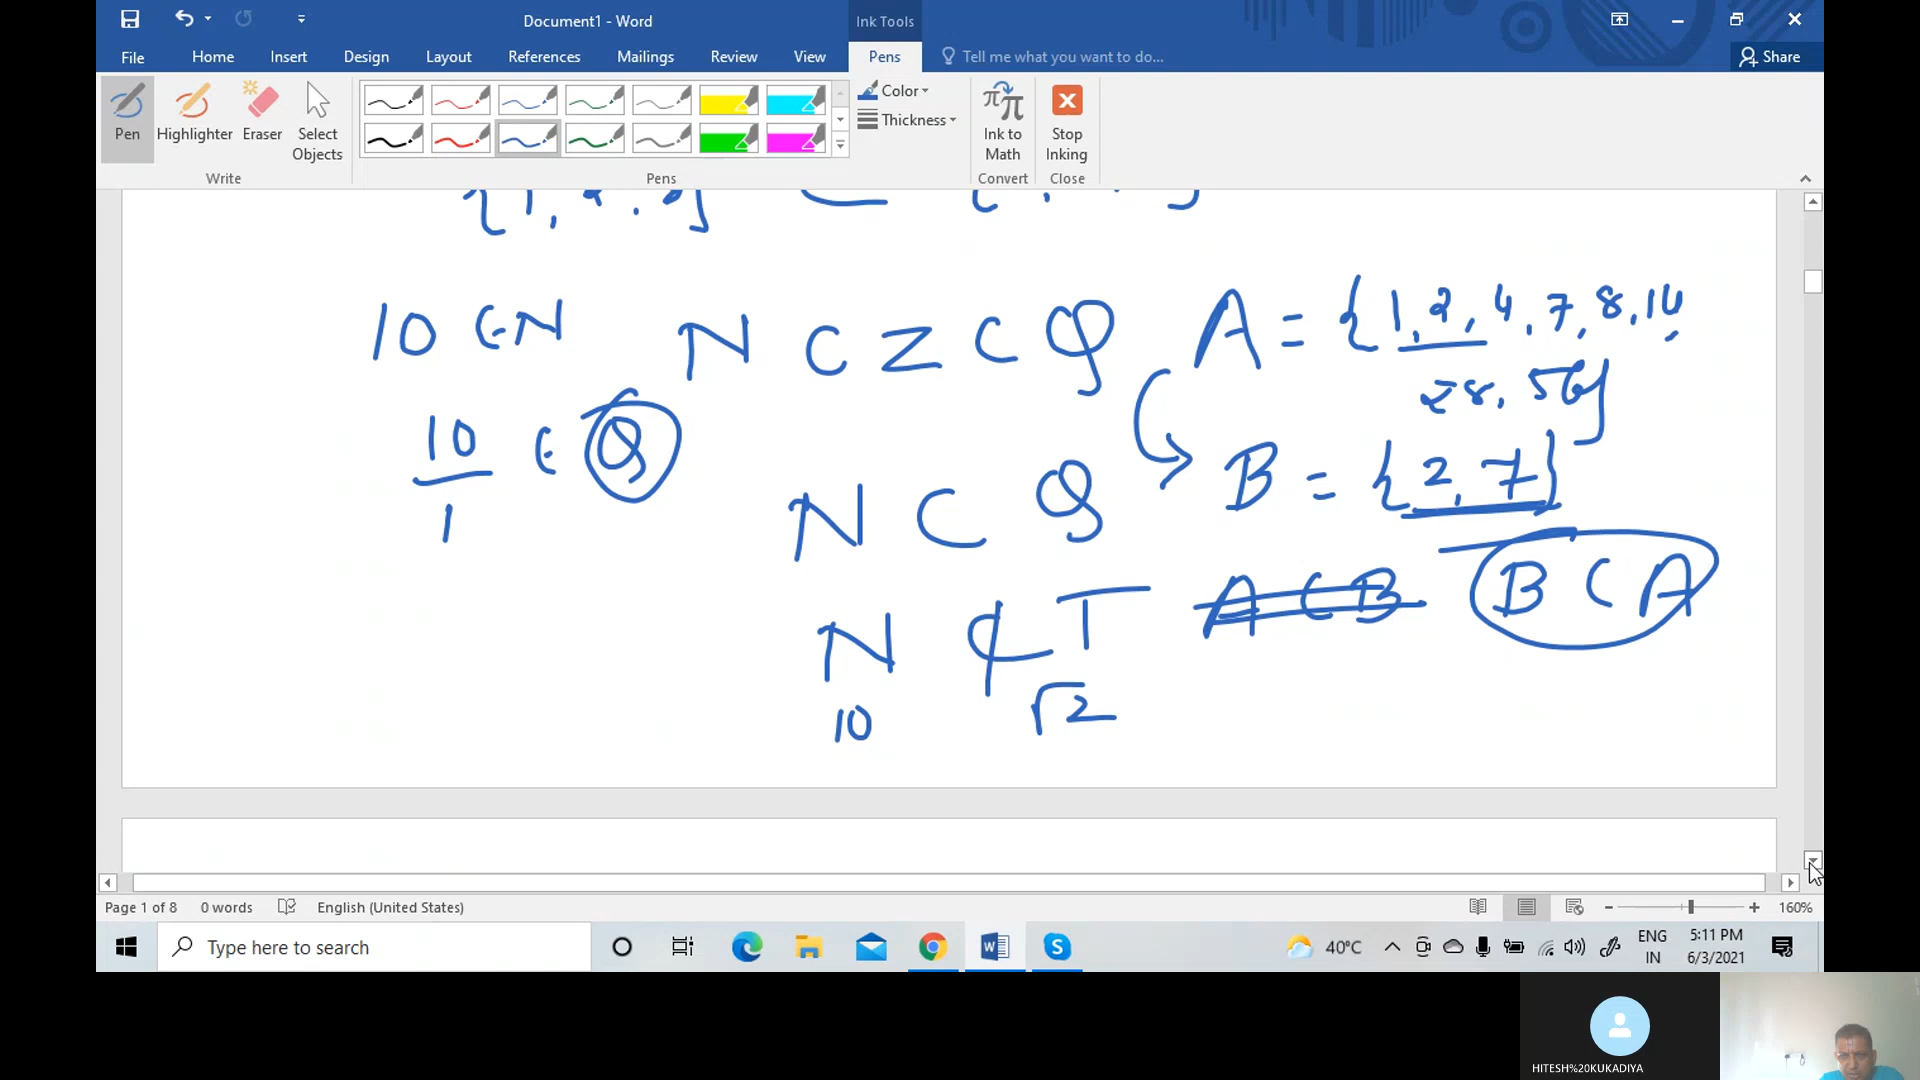 Document1 - Word
Ink Tools
File Home Insert Design Layout References Mailings Review View Pens Tell me what you want to do... Share
Pen Highlighter Eraser Select Objects
Color
Thickness
Ink to Math
Stop Inking
Write Pens Convert Close
10 ∈ N N ⊂ Z ⊂ Q A = {1, 2, 4, 7, 8, 14
28, 56}
10/1 ∈ Q B = {2, 7}
N ⊂ Q
A ⊂ B B ⊂ A
N ⊄ T
10 √2
Page 1 of 8 0 words English (United States) 160%
Type here to search
40°C
ENG
IN
5:11 PM
6/3/2021
HITESH%20KUKADIYA